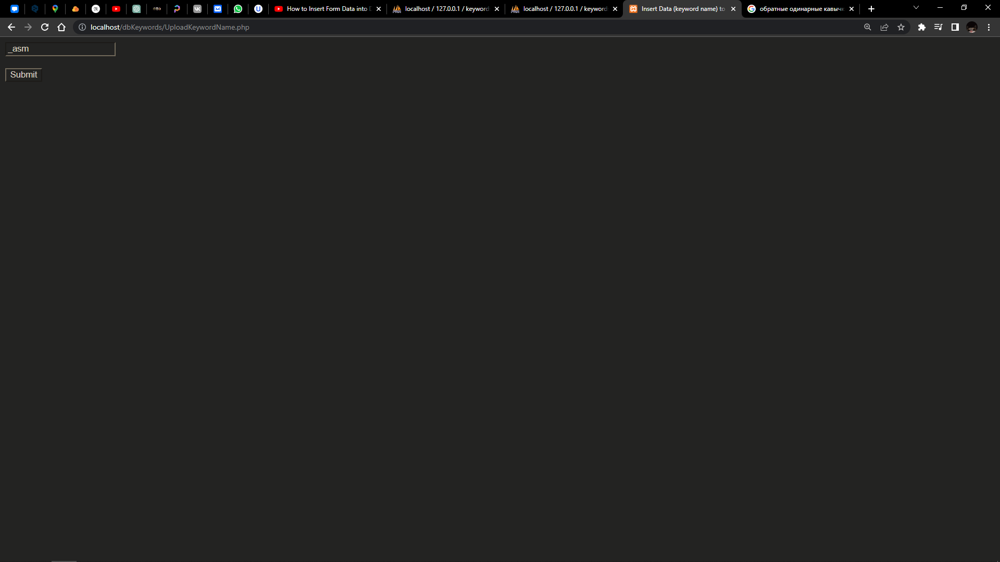 How to Insert Form Data into D
localhost / 127.0.0.1 / keyword
localhost / 127.0.0.1 / keyword
Insert Data (keyword name) to
обратные одинарные кавычк
localhost/dbKeywords/UploadKeywordName.php
_asm
Submit